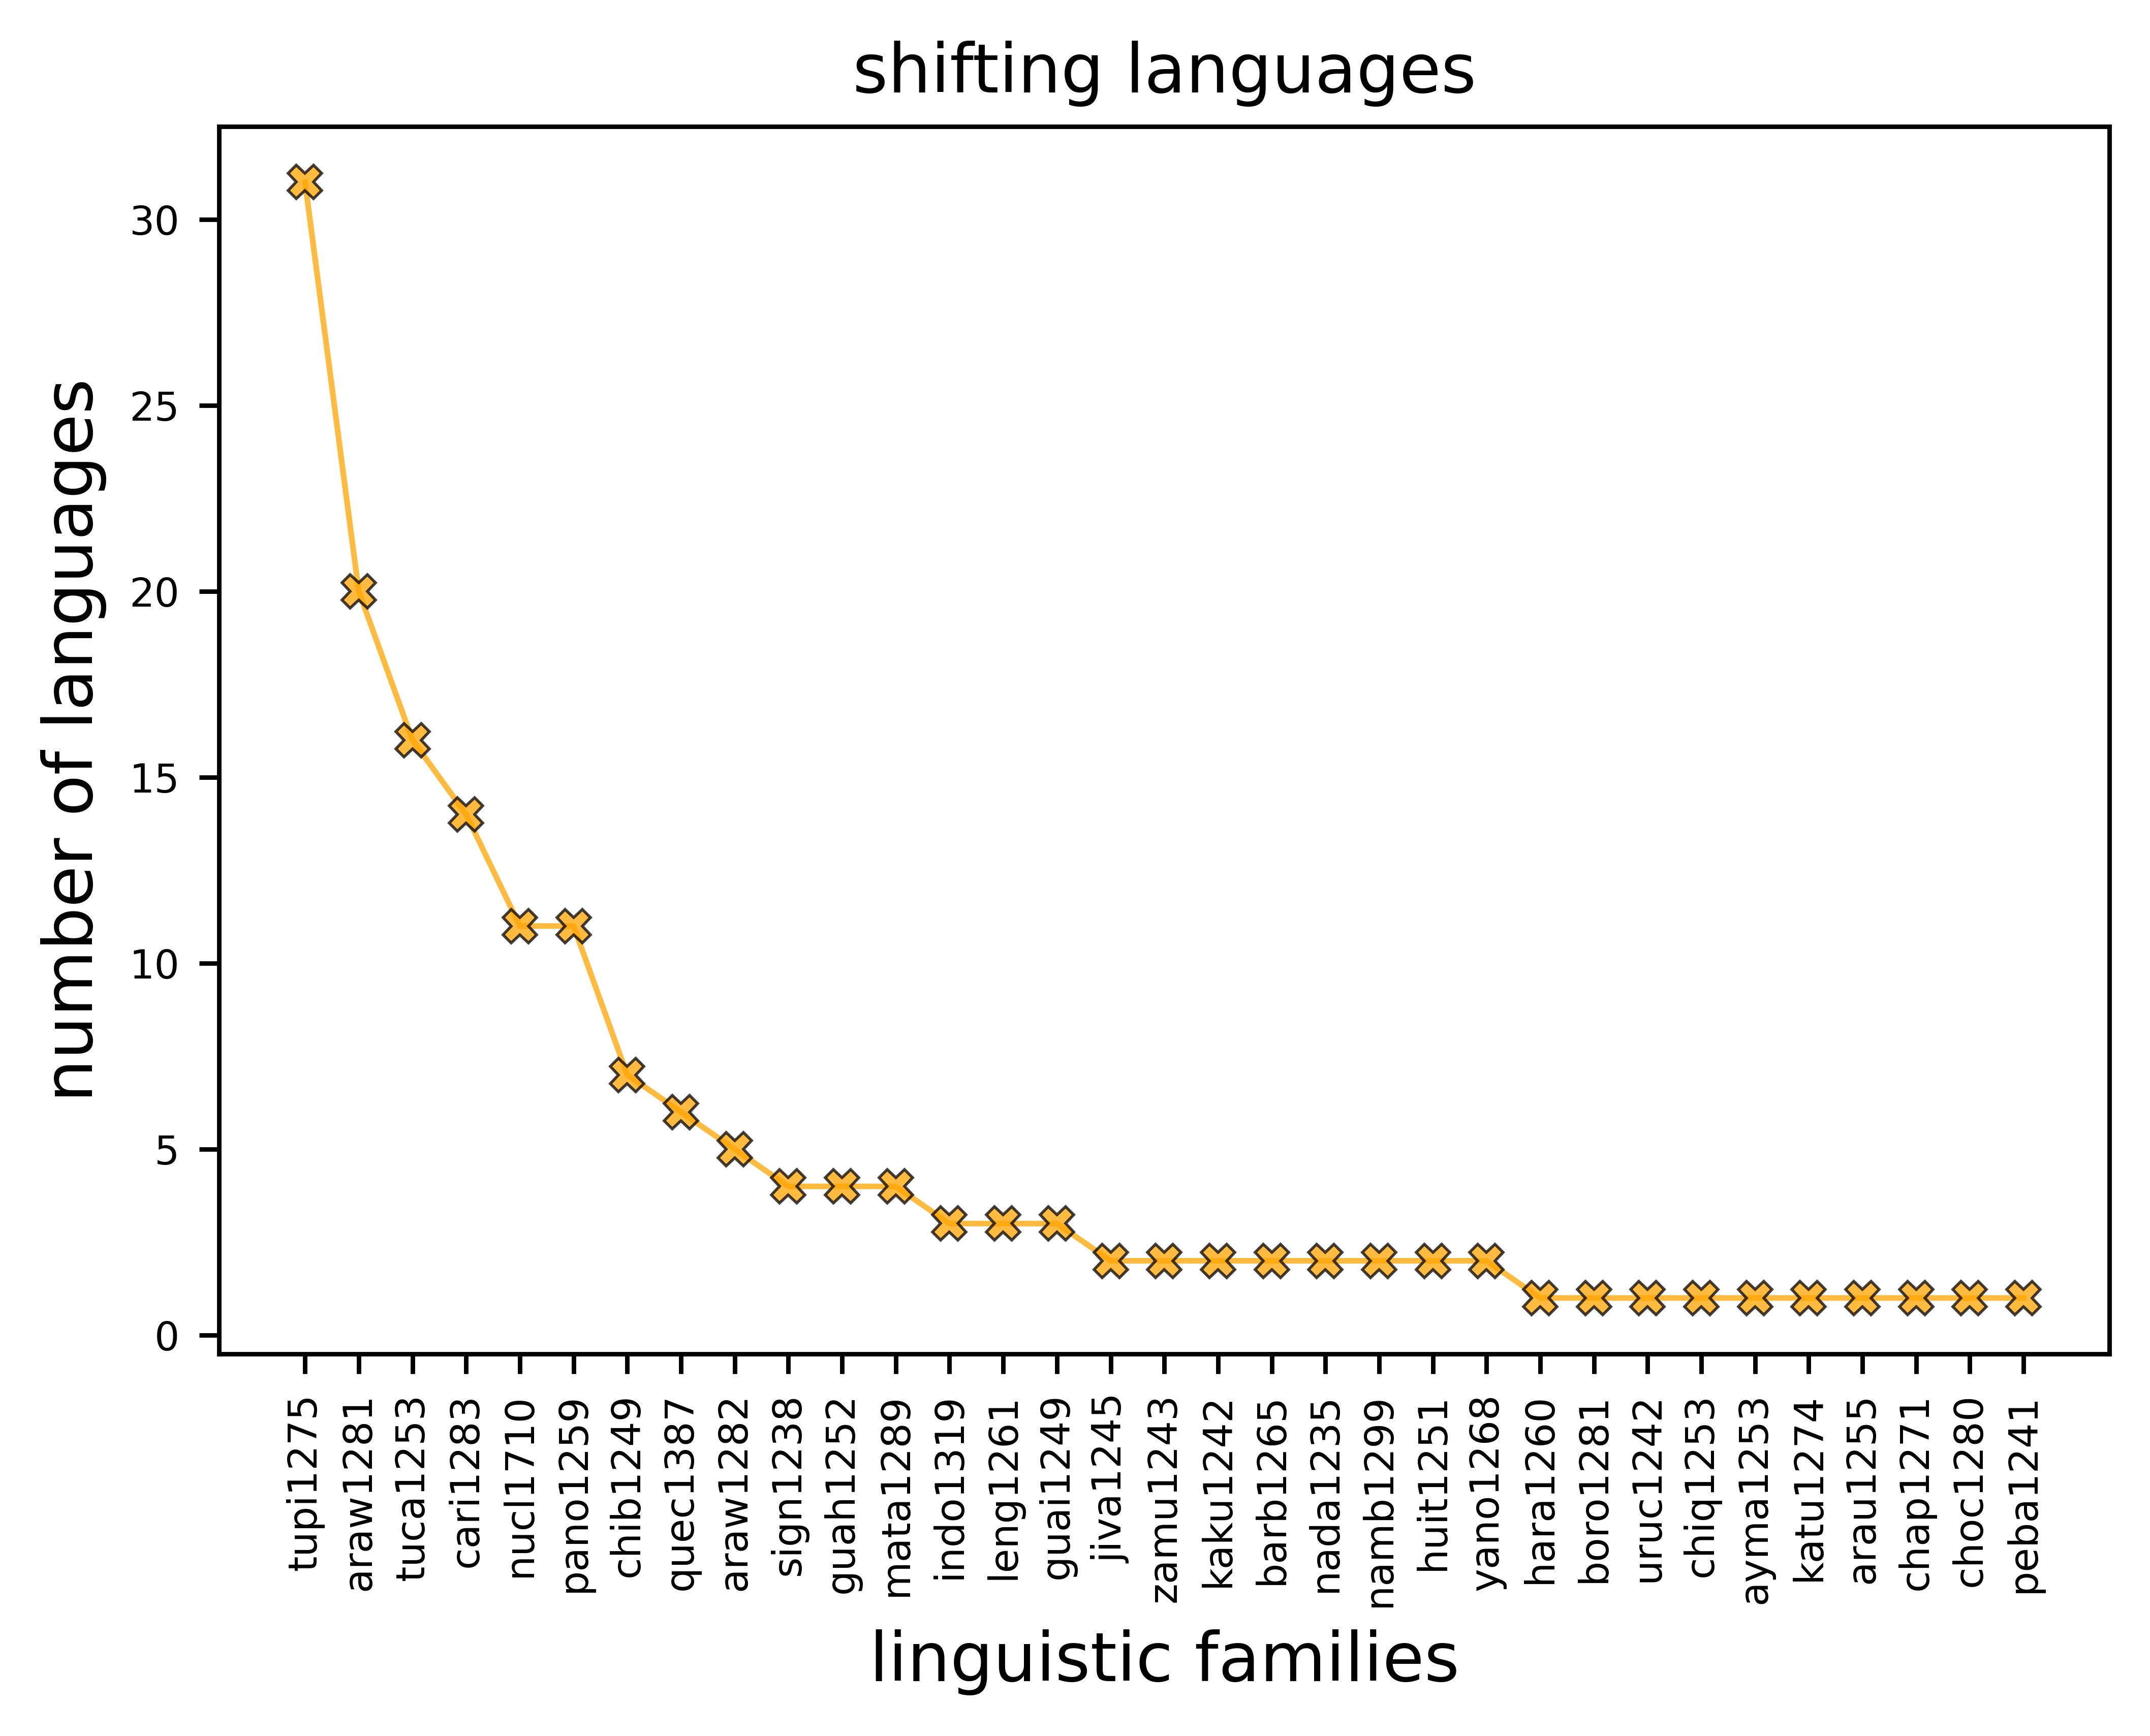 shifting languages
number of languages
30
25
20
15
10
5
0
tupi1275
araw1281
tuca1253
cari1283
nucl1710
pano1259
chib1249
quec1387
araw1282
sign1238
guah1252
mata1289
indo1319
leng1261
guai1249
jiva1245
zamu1243
kaku1242
barb1265
nada1235
namb1299
huit1251
yano1268
hara1260
boro1281
uruc1242
chiq1253
ayma1253
katu1274
arau1255
chap1271
choc1280
peba1241
linguistic families